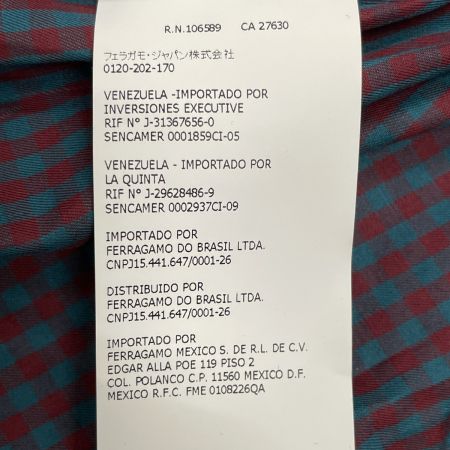 R.N.106589 CA 27630
フェラガモ・ジャパン株式会社
0120-202-170
VENEZUELA -IMPORTADO POR
INVERSIONES EXECUTIVE
RIF Nº J-31367656-0
SENCAMER 0001859CI-05
VENEZUELA - IMPORTADO POR
LA QUINTA
RIF Nº J-29628486-9
SENCAMER 0002937CI-09
IMPORTADO POR
FERRAGAMO DO BRASIL LTDA.
CNPJ15.441.647/0001-26
DISTRIBUIDO POR
FERRAGAMO DO BRASIL LTDA.
CNPJ15.441.647/0001-26
IMPORTADO POR
FERRAGAMO MEXICO S. DE R.L. DE C.V.
EDGAR ALLA POE 119 PISO 2
COL. POLANCO C.P. 11560 MEXICO D.F.
MEXICO R.F.C. FME 0108226QA